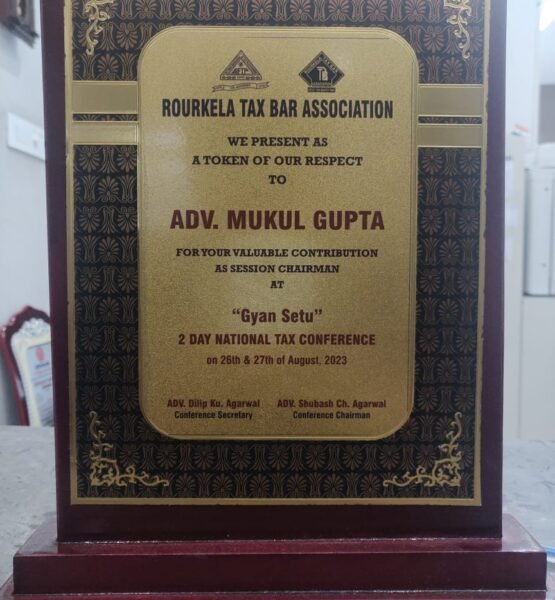 ROURKELA TAX BAR ASSOCIATION
WE PRESENT AS
A TOKEN OF OUR RESPECT
TO
ADV. MUKUL GUPTA
FOR YOUR VALUABLE CONTRIBUTION
AS SESSION CHAIRMAN
AT
“Gyan Setu”
2 DAY NATIONAL TAX CONFERENCE
on 26th & 27th of August. 2023
ADV. Dilip Ku. Agarwal ADV. Shubash Ch. Agarwal
Conference Secretary Conference Chairman